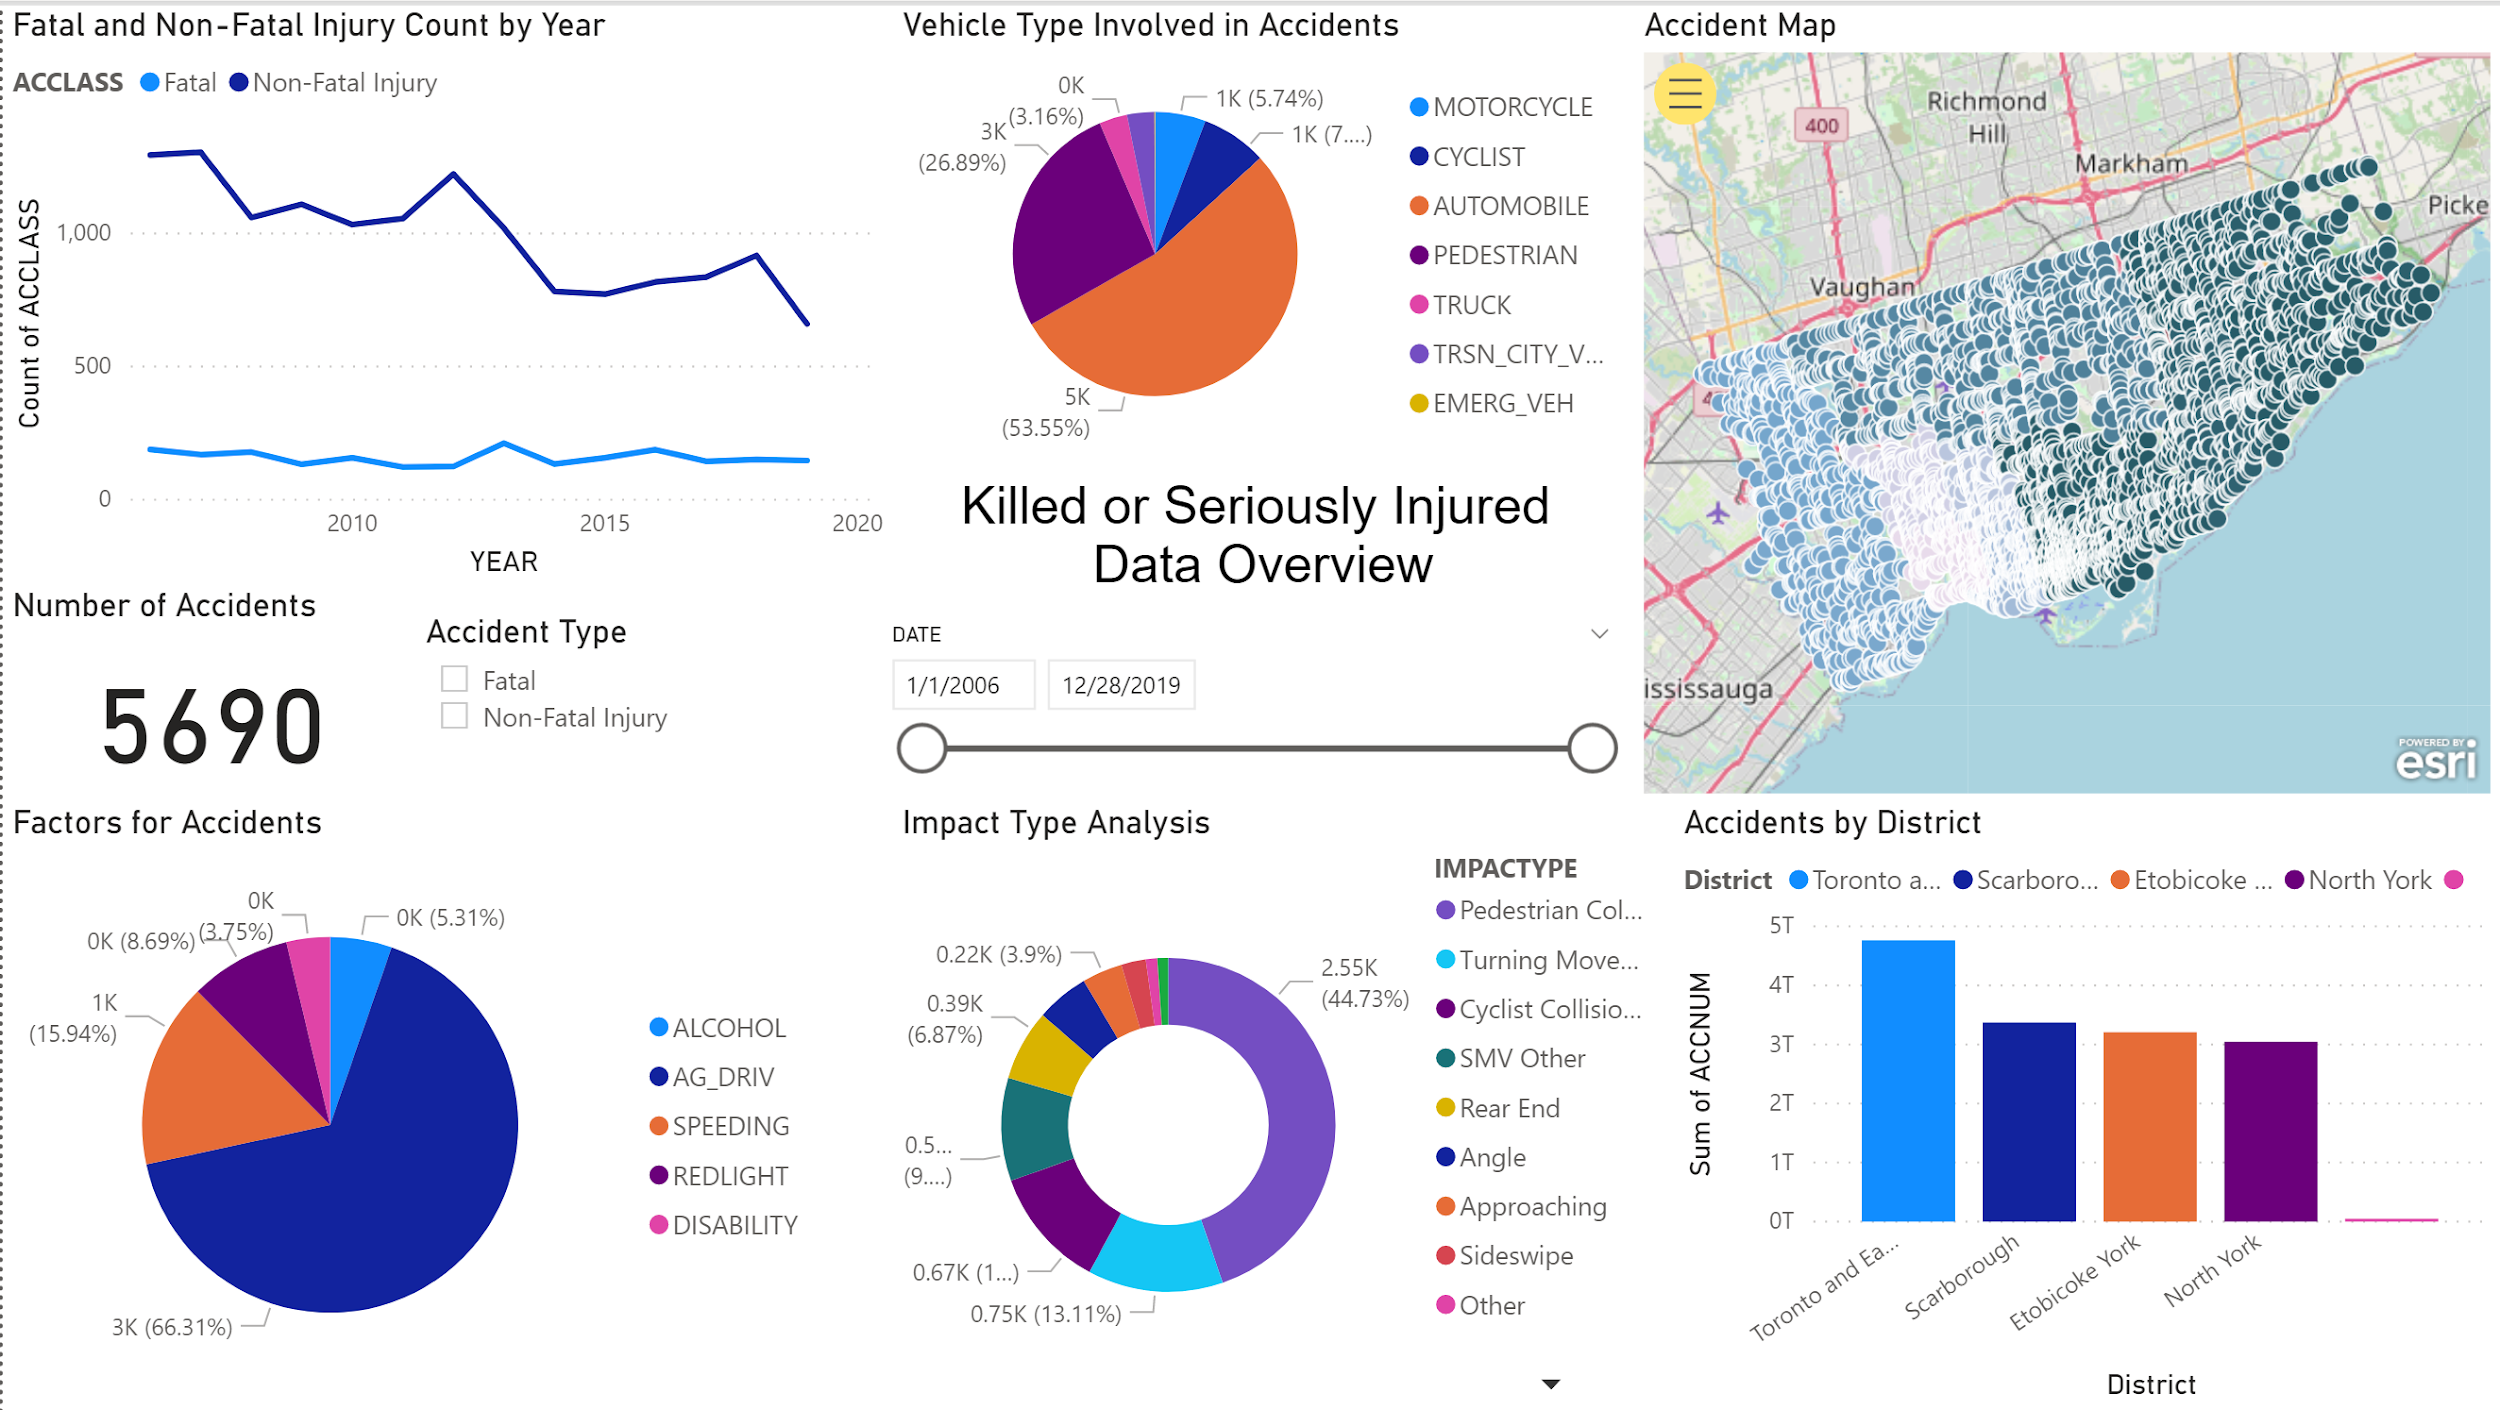 Fatal and Non-Fatal Injury Count by Year
ACCLASS Fatal Non-Fatal Injury
Count of ACCLASS
1,000
500
0
2010 2015 2020
YEAR
Vehicle Type Involved in Accidents
0K
(3.16%)
3K
(26.89%)
1K (5.74%)
1K (7....)
5K
(53.55%)
MOTORCYCLE
CYCLIST
AUTOMOBILE
PEDESTRIAN
TRUCK
TRSN_CITY_V...
EMERG_VEH
Accident Map
Richmond
Hill
400
Markham
Picke
Vaughan
4
ississauga
POWERED BY
esri
Killed or Seriously Injured
Data Overview
Number of Accidents
5690
Accident Type
Fatal
Non-Fatal Injury
DATE
1/1/2006 12/28/2019
Factors for Accidents
0K
(3.75%)
0K (8.69%)
0K (5.31%)
1K
(15.94%)
3K (66.31%)
ALCOHOL
AG_DRIV
SPEEDING
REDLIGHT
DISABILITY
Impact Type Analysis
0.22K (3.9%)
0.39K
(6.87%)
0.5...
(9....)
0.67K (1...)
0.75K (13.11%)
2.55K
(44.73%)
IMPACTYPE
Pedestrian Col...
Turning Move...
Cyclist Collisio...
SMV Other
Rear End
Angle
Approaching
Sideswipe
Other
Accidents by District
District Toronto a... Scarboro... Etobicoke ... North York
Sum of ACCNUM
5T
4T
3T
2T
1T
0T
Toronto and Ea...
Scarborough
Etobicoke York
North York
District